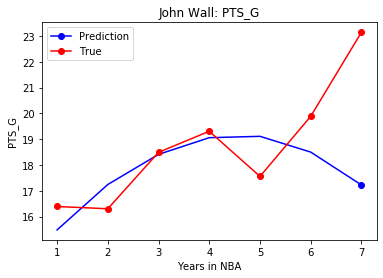 John Wall: PTS_G
Prediction
True
PTS_G
23
22
21
20
19
18
17
16
1 2 3 4 5 6 7
Years in NBA